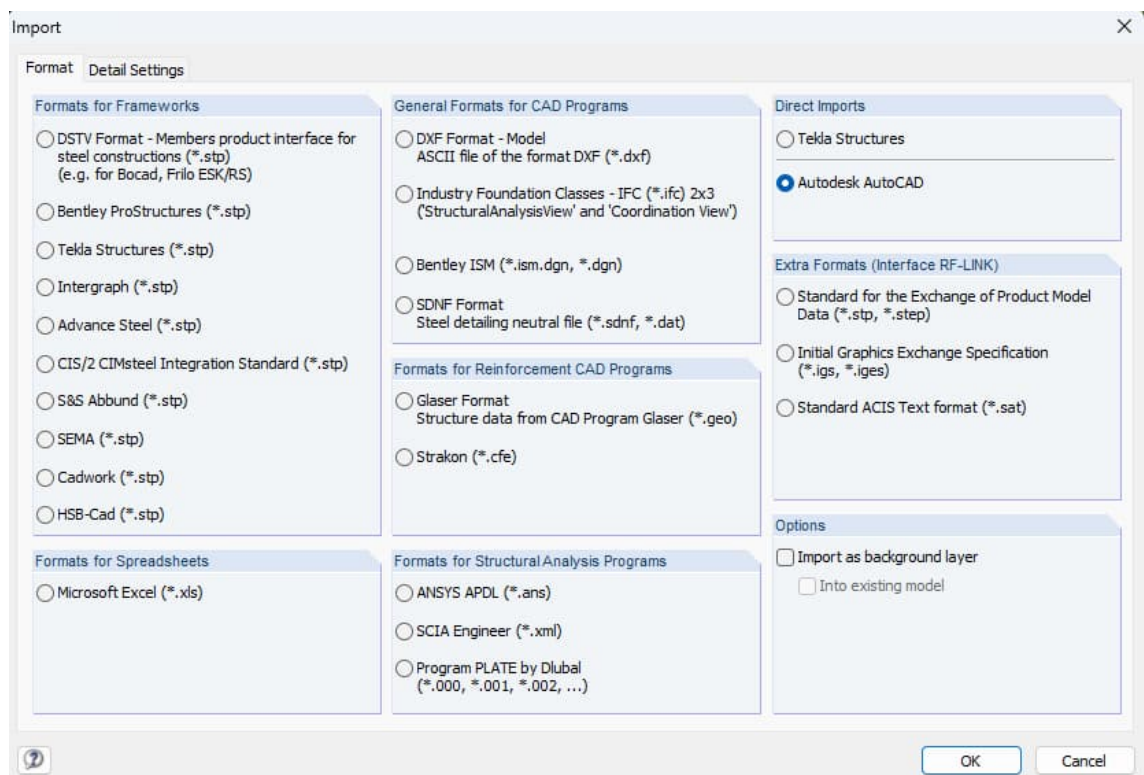 Import
Format
Detail Settings
Formats for Frameworks
DSTV Format - Members product interface for
steel constructions (*.stp)
(e.g. for Bocad, Frilo ESK/RS)
Bentley ProStructures (*.stp)
Tekla Structures (*.stp)
Intergraph (*.stp)
Advance Steel (*.stp)
CIS/2 CIMsteel Integration Standard (*.stp)
S&S Abbund (*.stp)
SEMA (*.stp)
Cadwork (*.stp)
HSB-Cad (*.stp)
Formats for Spreadsheets
Microsoft Excel (*.xls)
General Formats for CAD Programs
DXF Format - Model
ASCII file of the format DXF (*.dxf)
Industry Foundation Classes - IFC (*.ifc) 2x3
('StructuralAnalysisView' and 'Coordination View')
Bentley ISM (*.ism.dgn, *.dgn)
SDNF Format
Steel detailing neutral file (*.sdnf, *.dat)
Formats for Reinforcement CAD Programs
Glaser Format
Structure data from CAD Program Glaser (*.geo)
Strakon (*.cfe)
Formats for Structural Analysis Programs
ANSYS APDL (*.ans)
SCIA Engineer (*.xml)
Program PLATE by Dlubal
(*.000, *.001, *.002, ...)
Direct Imports
Tekla Structures
Autodesk AutoCAD
Extra Formats (Interface RF-LINK)
Standard for the Exchange of Product Model
Data (*.stp, *.step)
Initial Graphics Exchange Specification
(*.igs, *.iges)
Standard ACIS Text format (*.sat)
Options
Import as background layer
Into existing model
OK
Cancel